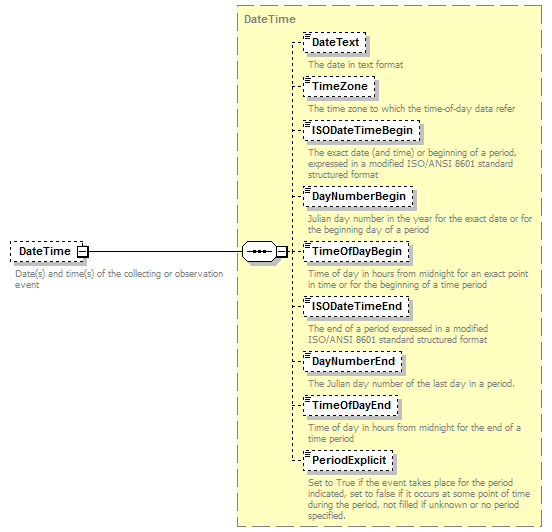 DateTime
DateText
The date in text format
TimeZone
The time zone to which the time-of-day data refer
ISODateTimeBegin
The exact date (and time) or beginning of a period,
expressed in a modified ISO/ANSI 8601 standard
structured format
DayNumberBegin
Julian day number in the year for the exact date or for
the beginning day of a period
DateTime
Date(s) and time(s) of the collecting or observation
event
TimeOfDayBegin
Time of day in hours from midnight for an exact point
in time or for the beginning of a time period
ISODateTimeEnd
The end of a period expressed in a modified
ISO/ANSI 8601 standard structured format
DayNumberEnd
The Julian day number of the last day in a period.
TimeOfDayEnd
Time of day in hours from midnight for the end of a
time period
PeriodExplicit
Set to True if the event takes place for the period
indicated, set to false if it occurs at some point of time
during the period, not filled if unknown or no period
specified.